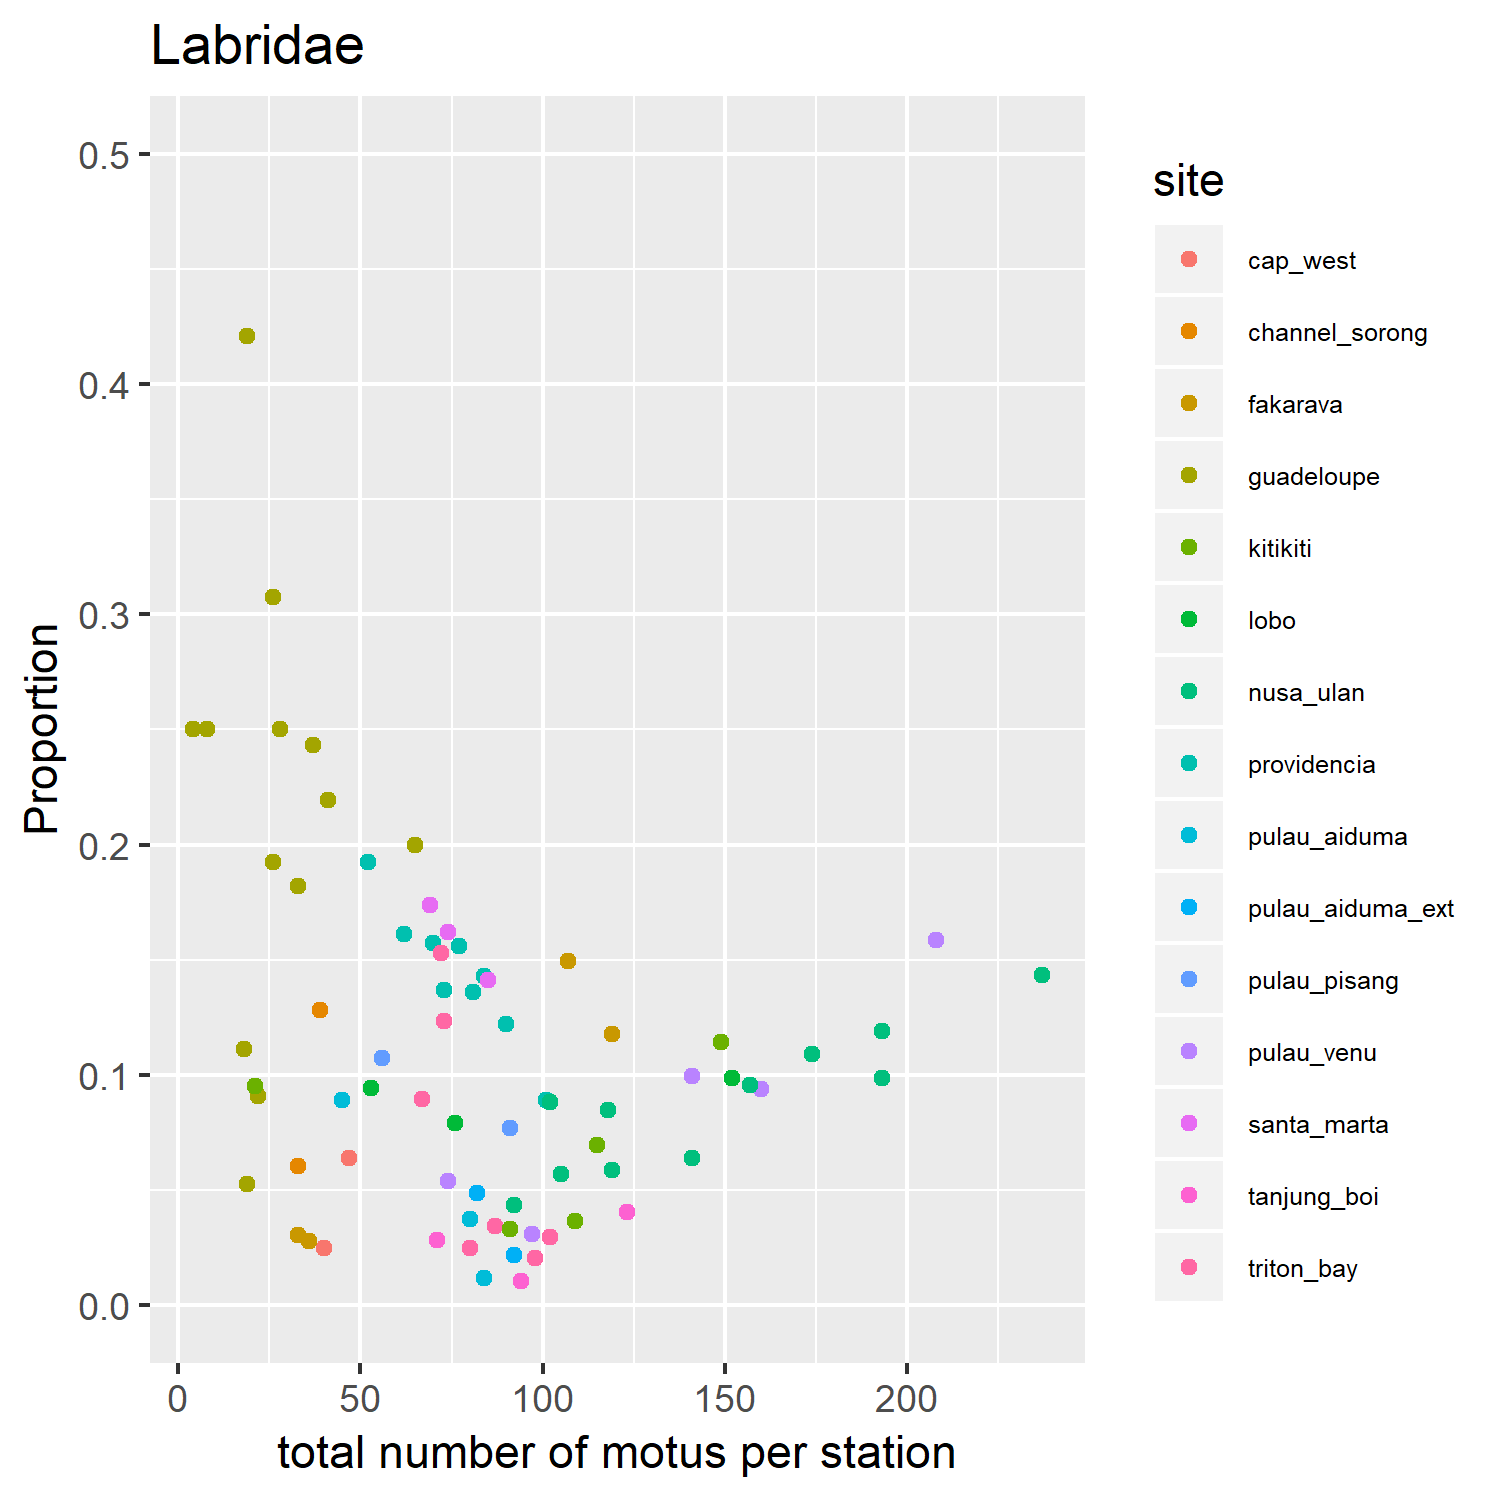 Labridae
Proportion
0.5
0.4
0.3
0.2
0.1
0.0
0 50 100 150 200
total number of motus per station
site
cap_west
channel_sorong
fakarava
guadeloupe
kitikiti
lobo
nusa_ulan
providencia
pulau_aiduma
pulau_aiduma_ext
pulau_pisang
pulau_venu
santa_marta
tanjung_boi
triton_bay